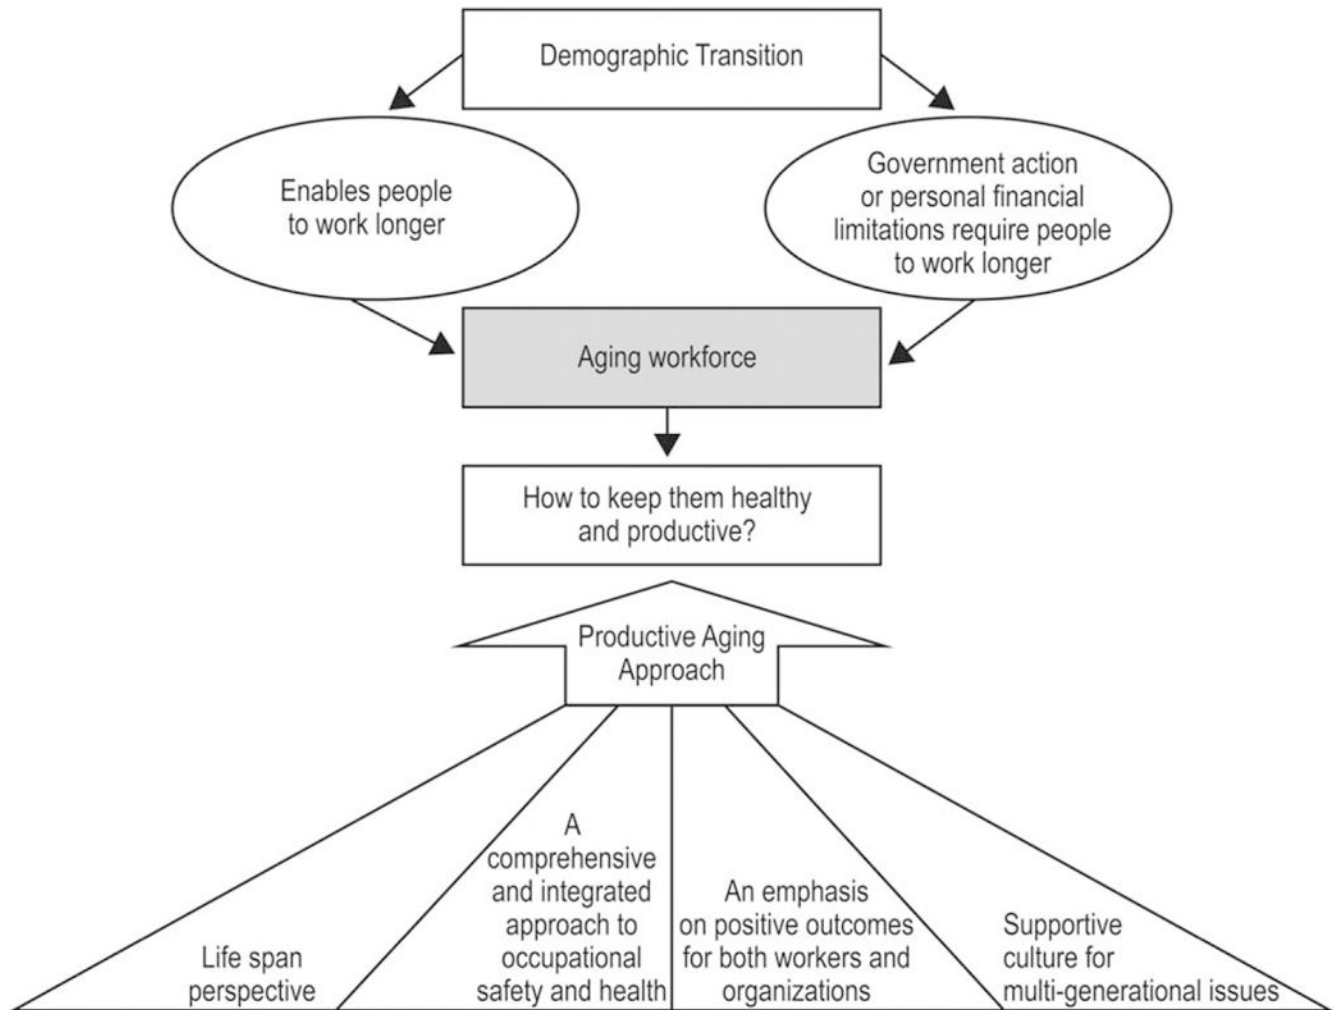 Demographic Transition
Enables people
to work longer
Government action
or personal financial
limitations require people
to work longer
Aging workforce
How to keep them healthy
and productive?
Productive Aging
Approach
Life span
perspective
A
comprehensive
and integrated
approach to
occupational
safety and health
An emphasis
on positive outcomes
for both workers and
organizations
Supportive
culture for
multi-generational issues